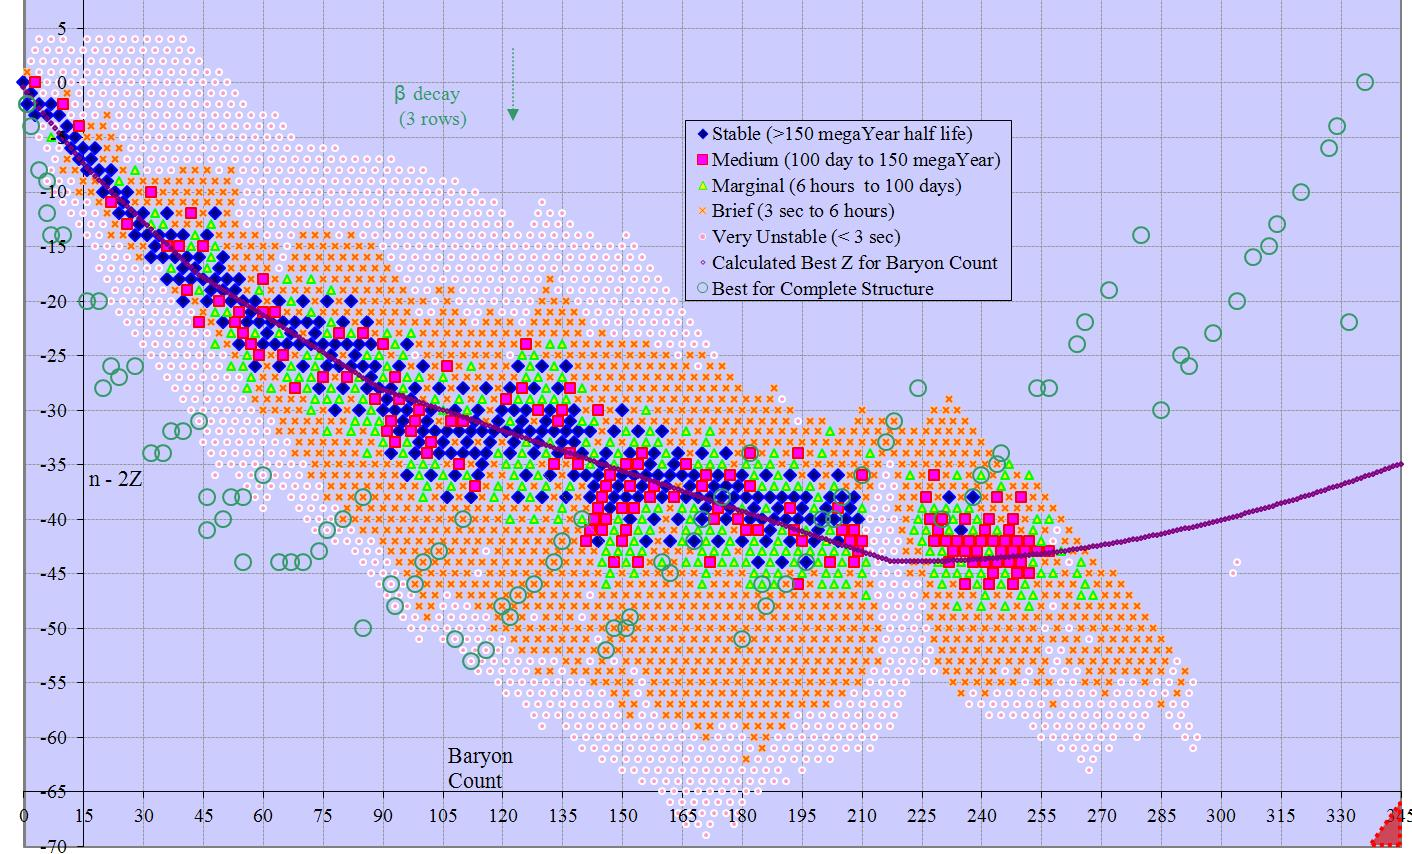 5
0
-5
-10
-15
-20
-25
-30
-35
-40
-45
-50
-55
-60
-65
-70
β decay
(3 rows)
Stable (>150 megaYear half life)
Medium (100 day to 150 megaYear)
Marginal (6 hours to 100 days)
Brief (3 sec to 6 hours)
Very Unstable (< 3 sec)
Calculated Best Z for Baryon Count
Best for Complete Structure
n - 2Z
Baryon
Count
0 15 30 45 60 75 90 105 120 135 150 165 180 195 210 225 240 255 270 285 300 315 330 345